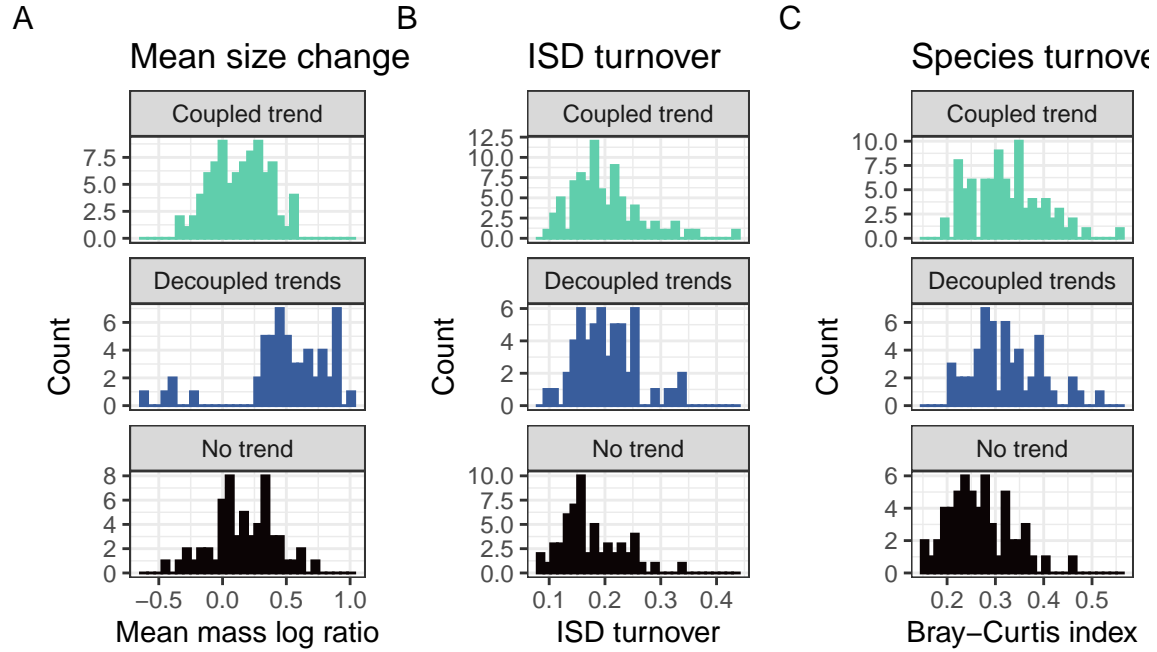 A
Mean size change
Coupled trend
7.5
5.0
2.5
0.0
Decoupled trends
6
4
2
0
No trend
8
6
4
2
0
−0.5 0.0 0.5 1.0
Mean mass log ratio
Count
B
ISD turnover
Coupled trend
12.5
10.0
7.5
5.0
2.5
0.0
Decoupled trends
6
4
2
0
No trend
10.0
7.5
5.0
2.5
0.0
0.1 0.2 0.3 0.4
ISD turnover
Count
C
Species turnove
Coupled trend
10.0
7.5
5.0
2.5
0.0
Decoupled trends
6
4
2
0
No trend
6
4
2
0
0.2 0.3 0.4 0.5
Bray−Curtis index
Count